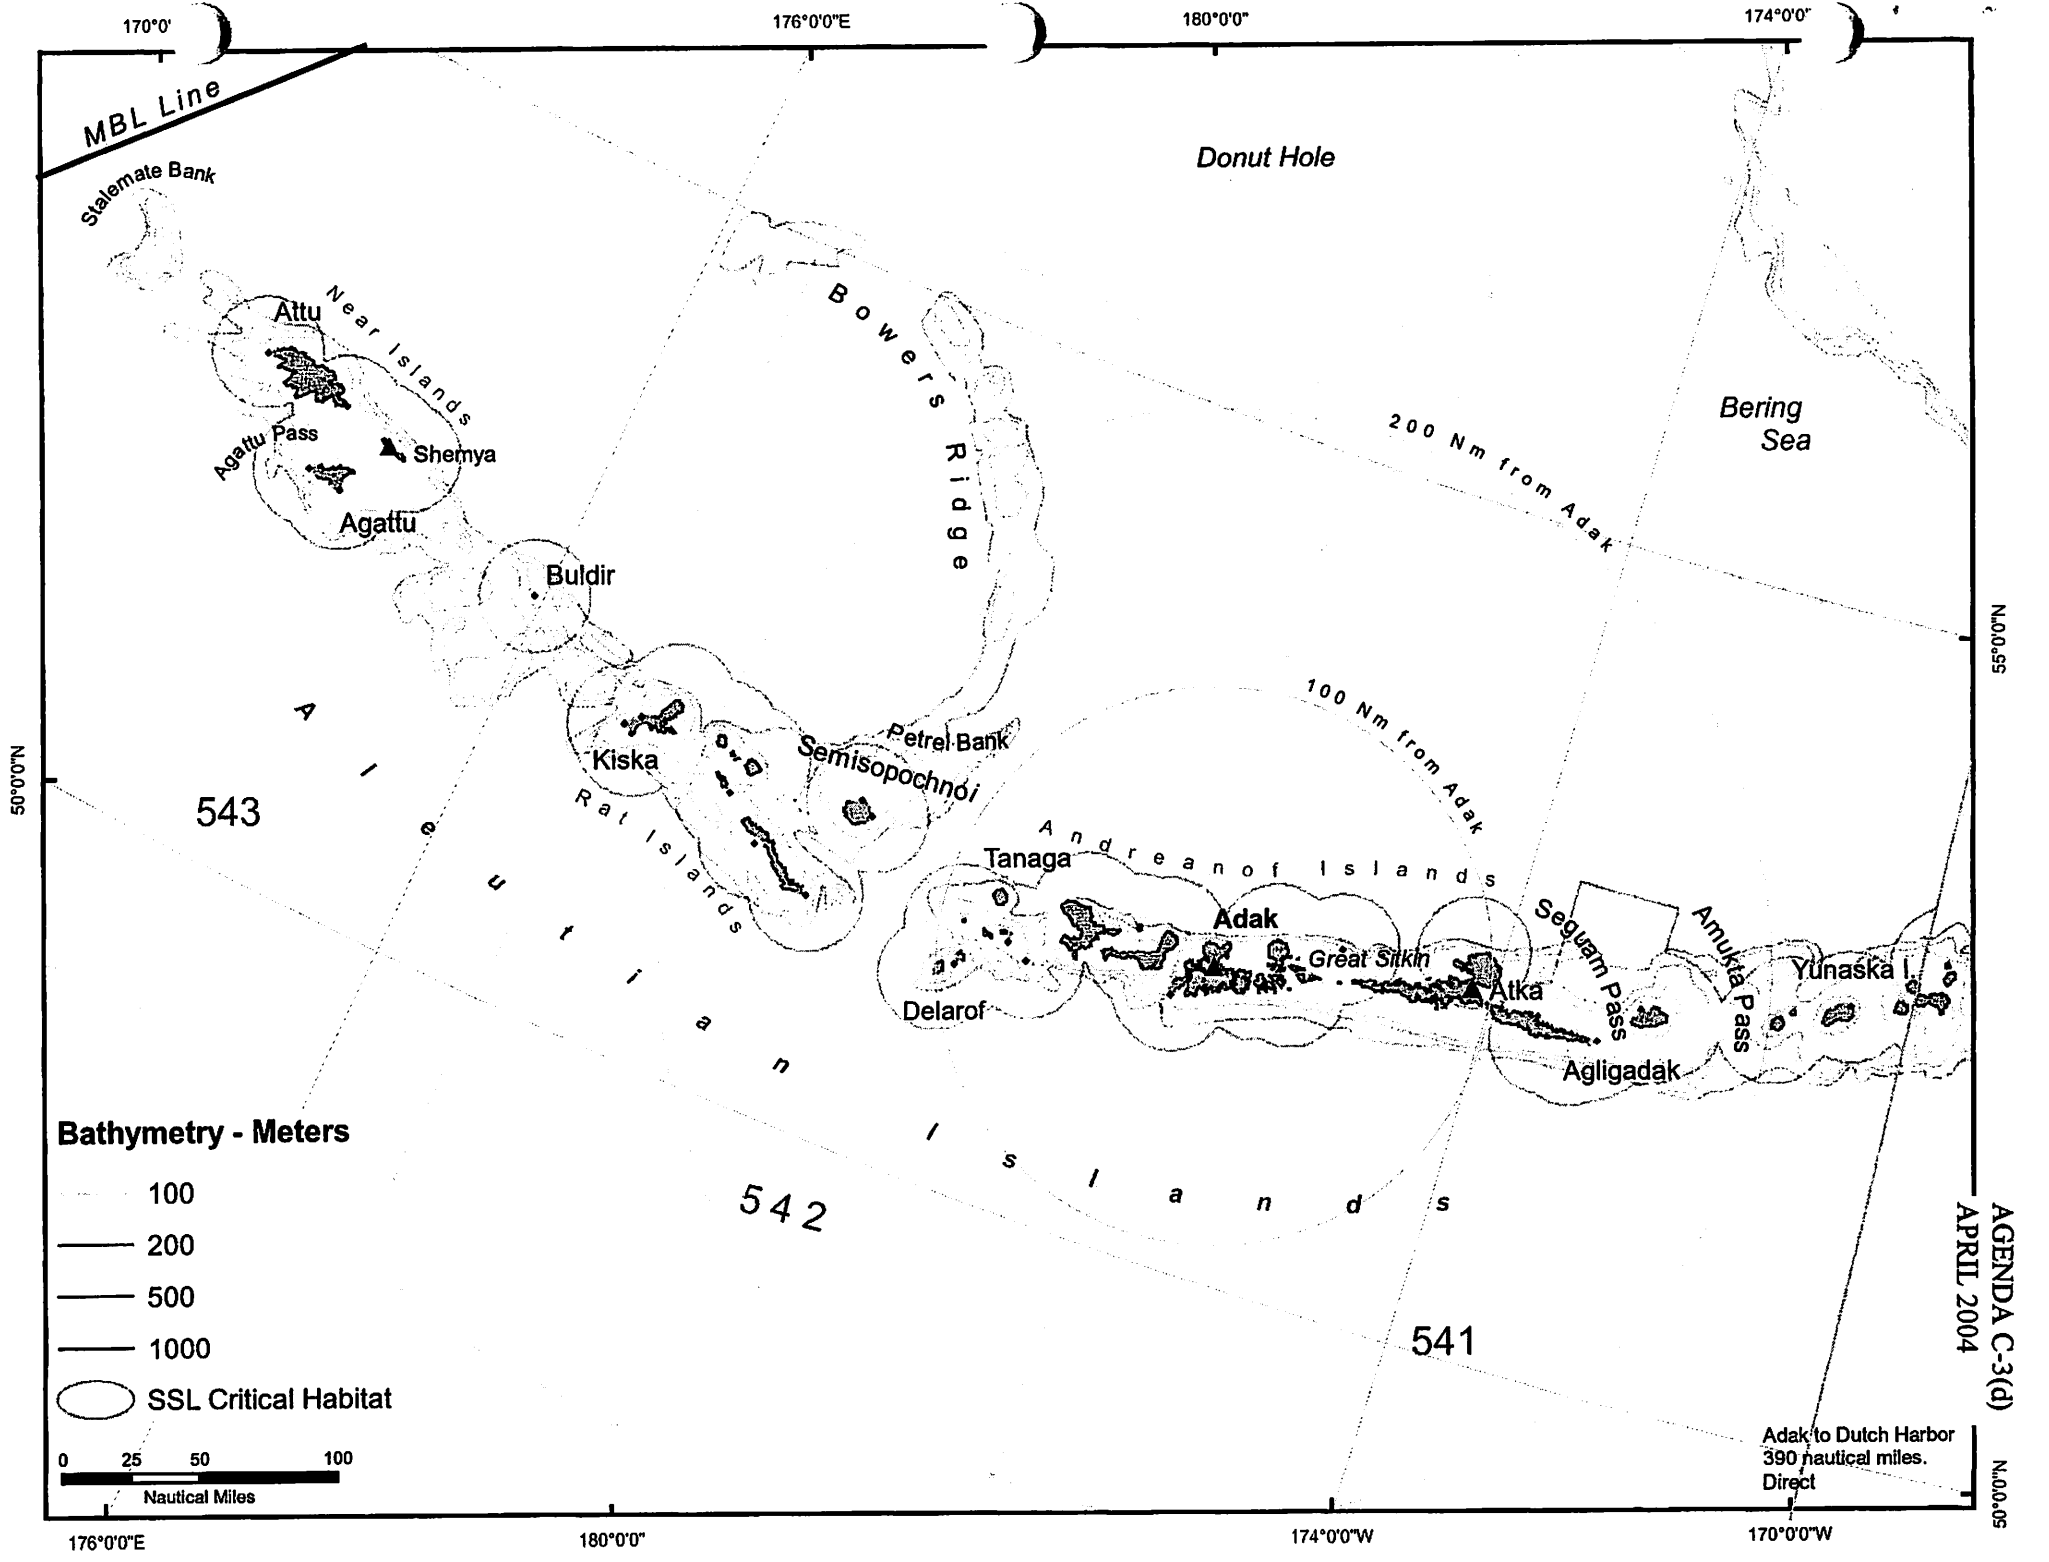 170°0'0"
176°0'0"E
180°0'0"
174°0'0"
MBL Line
Stalemate Bank
Donut Hole
Attu
Near Islands
Bowers Ridge
Bering
Sea
200 Nm from Adak
Agattu Pass
Shemya
Agattu
Buldir
55°0'0"N
100 Nm from Adak
Petrel Bank
Kiska
Semisopochnoi
50°0'0"N
543
Rat Islands
Andreanof Islands
Tanaga
Adak
Seguam Pass
Amukta Pass
Great Sitkin
Yunaska I.
Atka
Delarof
Agligadak
Aleutian Islands
Bathymetry - Meters
100
200
500
1000
SSL Critical Habitat
542
541
AGENDA C-3(d)
APRIL 2004
0 25 50 100
Nautical Miles
Adak to Dutch Harbor
390 nautical miles.
Direct
50°0'0"N
176°0'0"E
180°0'0"
174°0'0"W
170°0'0"W